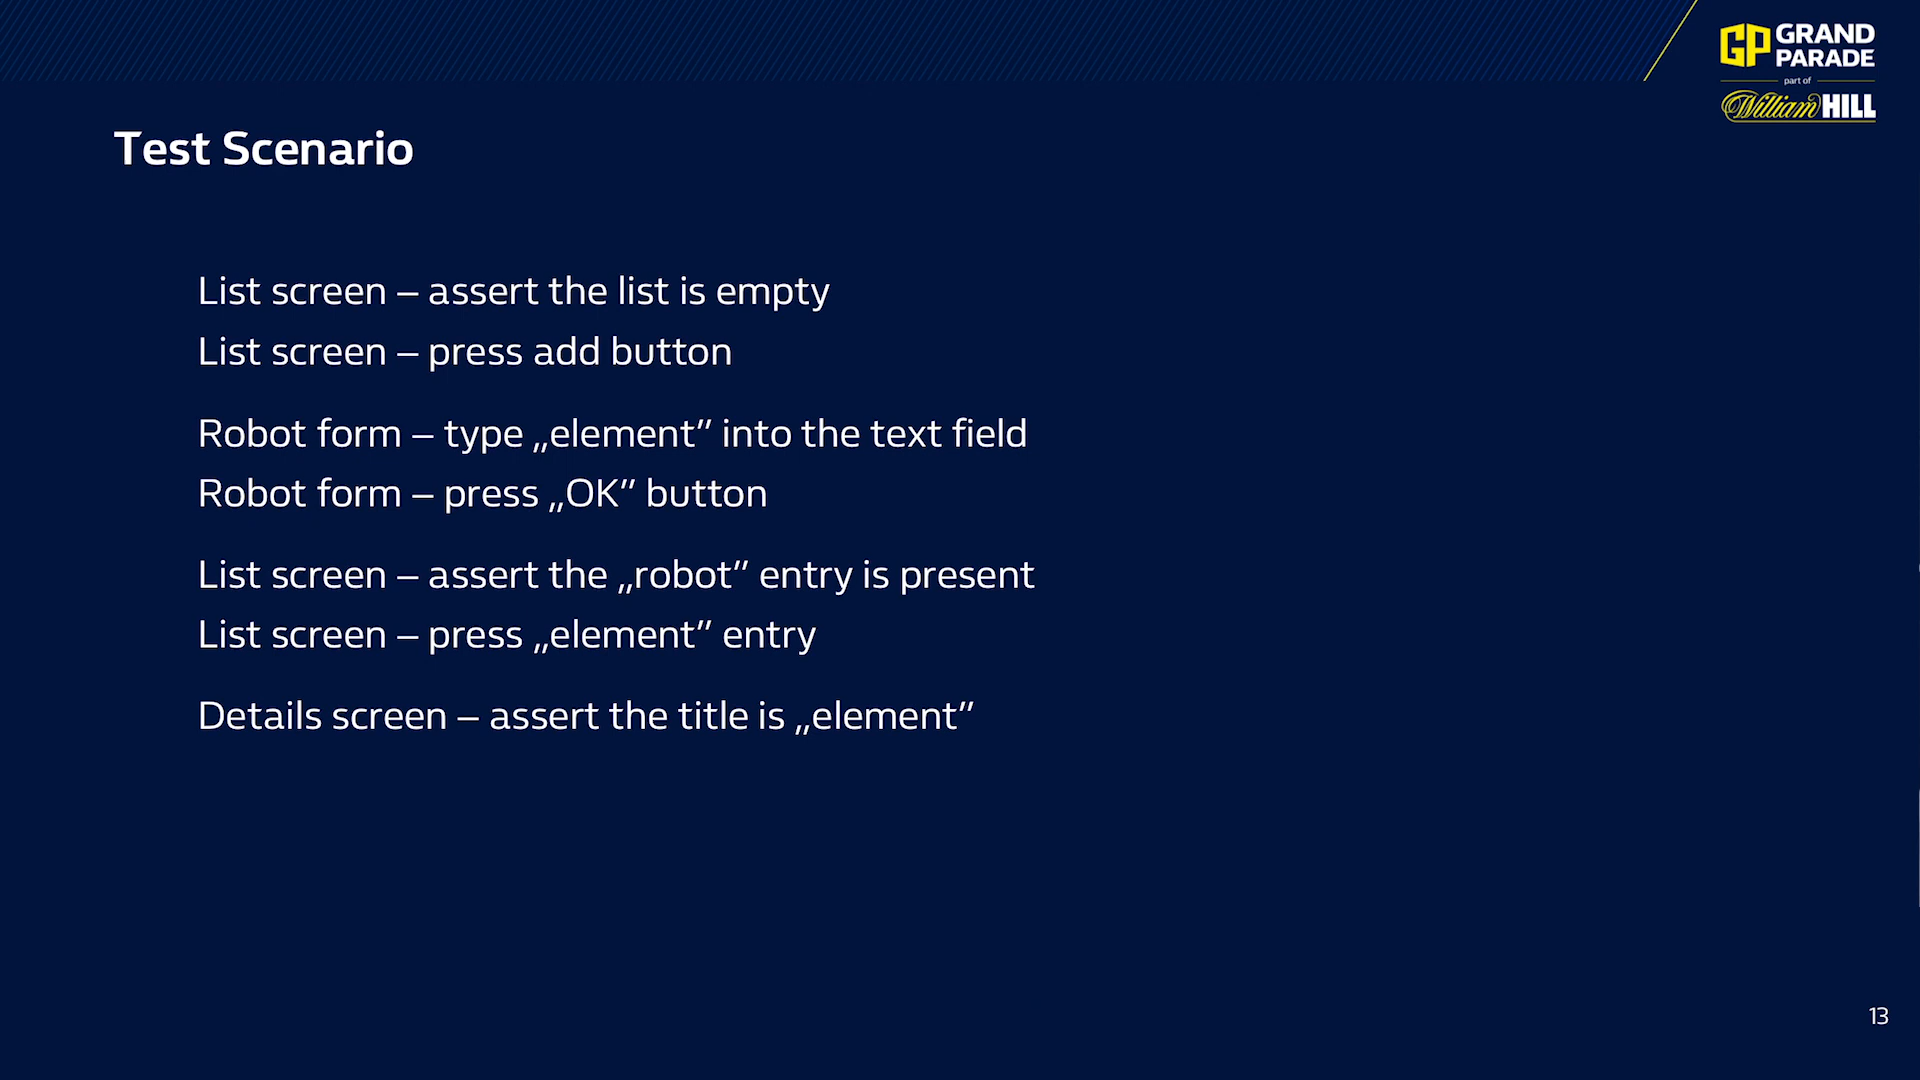 GRAND
PARADE
part of
William HILL
Test Scenario
List screen – assert the list is empty
List screen – press add button
Robot form – type „element” into the text field
Robot form – press „OK” button
List screen – assert the „robot” entry is present
List screen – press „element” entry
Details screen – assert the title is „element”
13